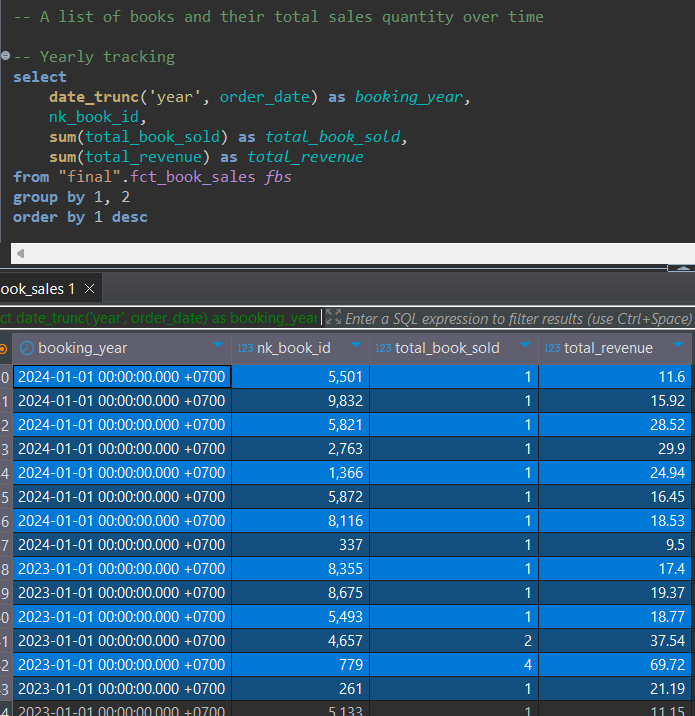 -- A list of books and their total sales quantity over time
-- Yearly tracking
select
date_trunc('year', order_date) as booking_year,
nk_book_id,
sum(total_book_sold) as total_book_sold,
sum(total_revenue) as total_revenue
from "final".fct_book_sales fbs
group by 1, 2
order by 1 desc
ook_sales 1
ct date_trunc('year', order_date) as booking_year Enter a SQL expression to filter results (use Ctrl+Space)
booking_year 123 nk_book_id 123 total_book_sold 123 total_revenue
0 2024-01-01 00:00:00.000 +0700 5,501 1 11.6
1 2024-01-01 00:00:00.000 +0700 9,832 1 15.92
2 2024-01-01 00:00:00.000 +0700 5,821 1 28.52
3 2024-01-01 00:00:00.000 +0700 2,763 1 29.9
4 2024-01-01 00:00:00.000 +0700 1,366 1 24.94
5 2024-01-01 00:00:00.000 +0700 5,872 1 16.45
6 2024-01-01 00:00:00.000 +0700 8,116 1 18.53
7 2024-01-01 00:00:00.000 +0700 337 1 9.5
8 2023-01-01 00:00:00.000 +0700 8,355 1 17.4
9 2023-01-01 00:00:00.000 +0700 8,675 1 19.37
0 2023-01-01 00:00:00.000 +0700 5,493 1 18.77
1 2023-01-01 00:00:00.000 +0700 4,657 2 37.54
2 2023-01-01 00:00:00.000 +0700 779 4 69.72
3 2023-01-01 00:00:00.000 +0700 261 1 21.19
4 2023-01-01 00:00:00.000 +0700 5,133 1 11.15